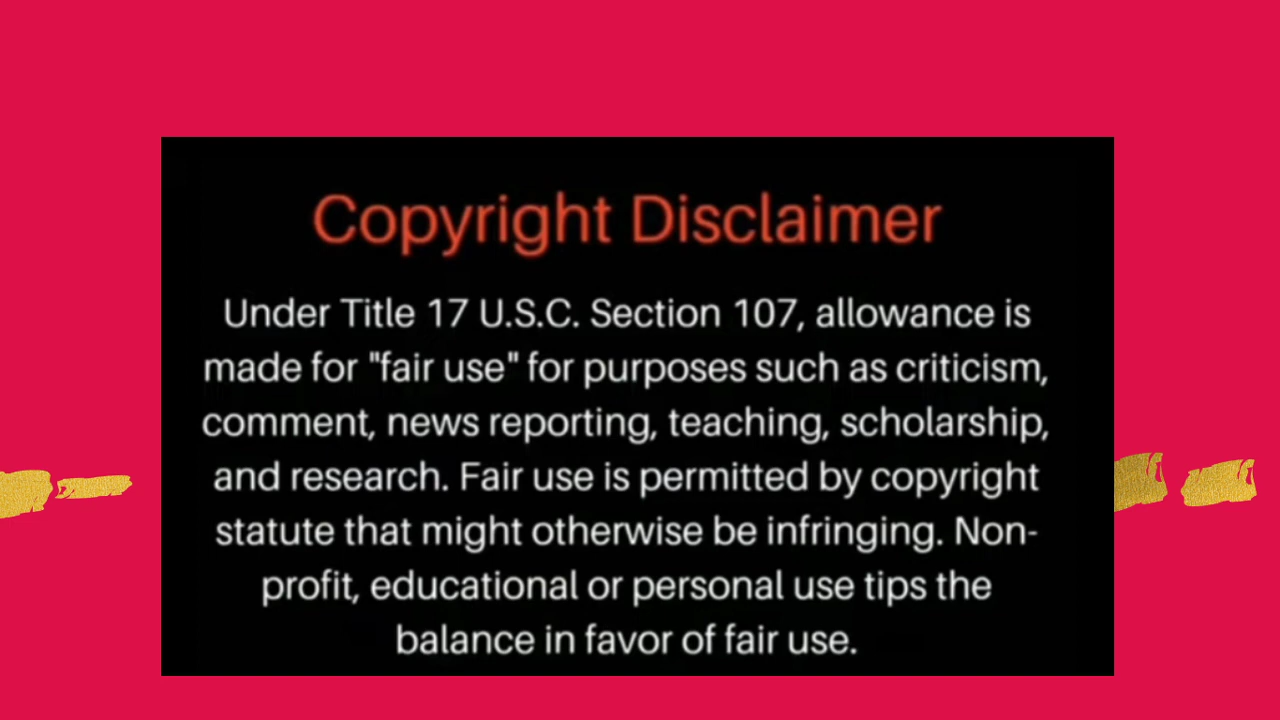 Copyright Disclaimer
Under Title 17 U.S.C. Section 107, allowance is
made for "fair use" for purposes such as criticism,
comment, news reporting, teaching, scholarship,
and research. Fair use is permitted by copyright
statute that might otherwise be infringing. Non-
profit, educational or personal use tips the
balance in favor of fair use.